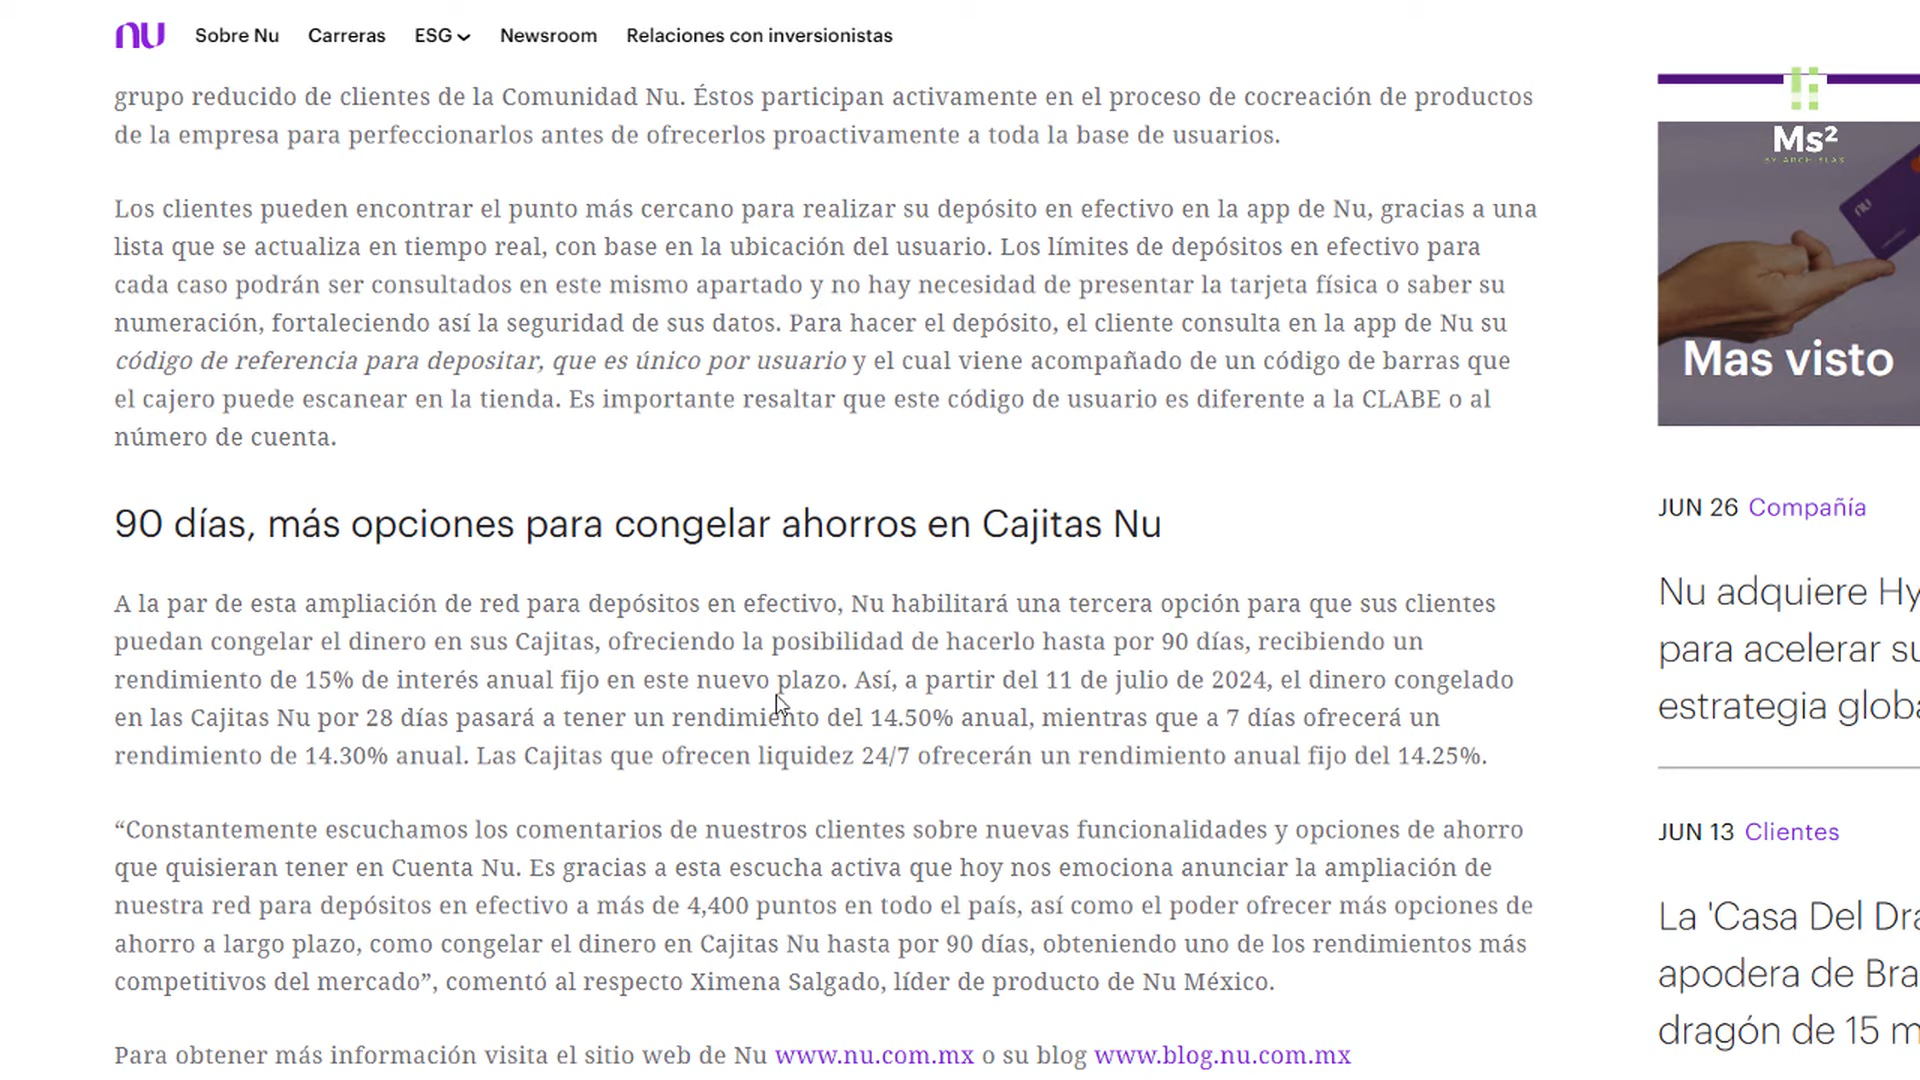 nu Sobre Nu Carreras ESG Newsroom Relaciones con inversionistas
grupo reducido de clientes de la Comunidad Nu. Éstos participan activamente en el proceso de cocreación de productos
de la empresa para perfeccionarlos antes de ofrecerlos proactivamente a toda la base de usuarios.
Los clientes pueden encontrar el punto más cercano para realizar su depósito en efectivo en la app de Nu, gracias a una
lista que se actualiza en tiempo real, con base en la ubicación del usuario. Los límites de depósitos en efectivo para
cada caso podrán ser consultados en este mismo apartado y no hay necesidad de presentar la tarjeta física o saber su
numeración, fortaleciendo así la seguridad de sus datos. Para hacer el depósito, el cliente consulta en la app de Nu su
código de referencia para depositar, que es único por usuario y el cual viene acompañado de un código de barras que
el cajero puede escanear en la tienda. Es importante resaltar que este código de usuario es diferente a la CLABE o al
número de cuenta.
90 días, más opciones para congelar ahorros en Cajitas Nu
A la par de esta ampliación de red para depósitos en efectivo, Nu habilitará una tercera opción para que sus clientes
puedan congelar el dinero en sus Cajitas, ofreciendo la posibilidad de hacerlo hasta por 90 días, recibiendo un
rendimiento de 15% de interés anual fijo en este nuevo plazo. Así, a partir del 11 de julio de 2024, el dinero congelado
en las Cajitas Nu por 28 días pasará a tener un rendimiento del 14.50% anual, mientras que a 7 días ofrecerá un
rendimiento de 14.30% anual. Las Cajitas que ofrecen liquidez 24/7 ofrecerán un rendimiento anual fijo del 14.25%.
“Constantemente escuchamos los comentarios de nuestros clientes sobre nuevas funcionalidades y opciones de ahorro
que quisieran tener en Cuenta Nu. Es gracias a esta escucha activa que hoy nos emociona anunciar la ampliación de
nuestra red para depósitos en efectivo a más de 4,400 puntos en todo el país, así como el poder ofrecer más opciones de
ahorro a largo plazo, como congelar el dinero en Cajitas Nu hasta por 90 días, obteniendo uno de los rendimientos más
competitivos del mercado”, comentó al respecto Ximena Salgado, líder de producto de Nu México.
Para obtener más información visita el sitio web de Nu www.nu.com.mx o su blog www.blog.nu.com.mx
Ms²
nu
Mas visto
JUN 26 Compañía
Nu adquiere Hy
para acelerar su
estrategia globa
JUN 13 Clientes
La 'Casa Del Dra
apodera de Bra
dragón de 15 m